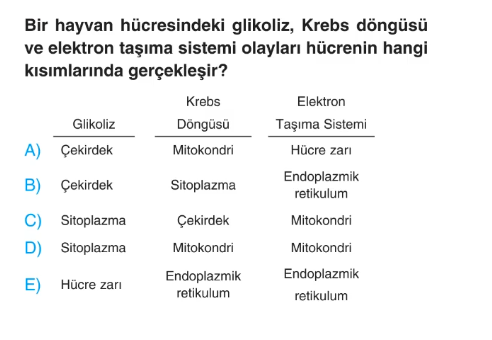 Bir hayvan hücresindeki glikoliz, Krebs döngüsü
ve elektron taşıma sistemi olayları hücrenin hangi
kısımlarında gerçekleşir?
Krebs Elektron
Glikoliz Döngüsü Taşıma Sistemi
A) Çekirdek Mitokondri Hücre zarı
B) Çekirdek Sitoplazma Endoplazmik
retikulum
C) Sitoplazma Çekirdek Mitokondri
D) Sitoplazma Mitokondri Mitokondri
E) Hücre zarı Endoplazmik Endoplazmik
retikulum retikulum